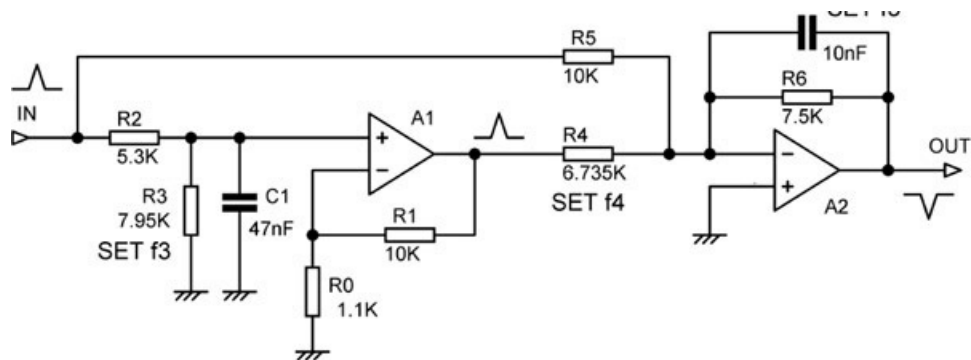 R5
10K
10nF
IN
R2
5.3K
A1
R4
6.735K
SET f4
R6
7.5K
OUT
A2
R3
7.95K
SET f3
C1
47nF
R1
10K
R0
1.1K